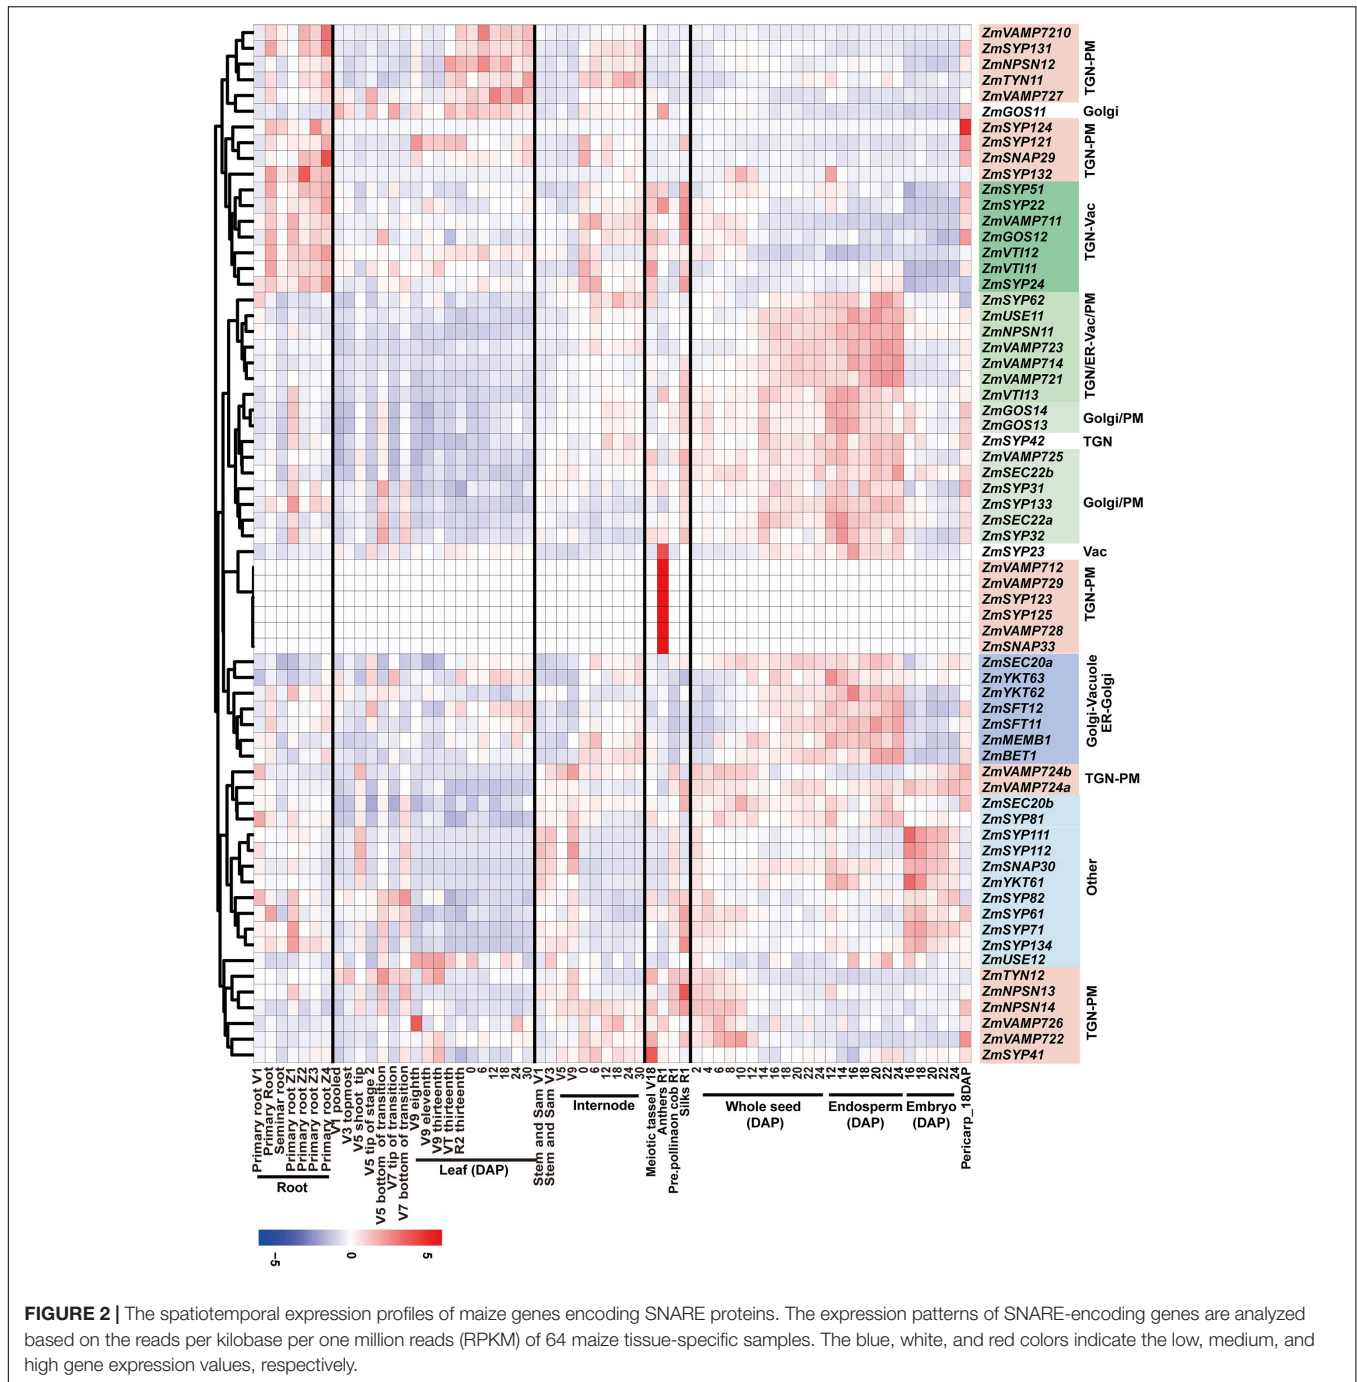 ZmVAMP7210
ZmSYP131
ZmNPSN12
ZmTYN11
ZmVAMP727
ZmGOS11
ZmSYP124
ZmSYP121
ZmSNAP29
ZmSYP132
ZmSYP51
ZmSYP22
ZmVAMP711
ZmGOS12
ZmVTI12
ZmVTI11
ZmSYP24
ZmSYP62
ZmUSE11
ZmNPSN11
ZmVAMP723
ZmVAMP714
ZmVAMP721
ZmVTI13
ZmGOS14
ZmGOS13
ZmSYP42
ZmVAMP725
ZmSEC22b
ZmSYP31
ZmSYP133
ZmSEC22a
ZmSYP32
ZmSYP23
ZmVAMP712
ZmVAMP729
ZmSYP123
ZmSYP125
ZmVAMP728
ZmSNAP33
ZmSEC20a
ZmYKT63
ZmYKT62
ZmSFT12
ZmSFT11
ZmMEMB1
ZmBET1
ZmVAMP724b
ZmVAMP724a
ZmSEC20b
ZmSYP81
ZmSYP111
ZmSYP112
ZmSNAP30
ZmYKT61
ZmSYP82
ZmSYP61
ZmSYP71
ZmSYP134
ZmUSE12
ZmTYN12
ZmNPSN13
ZmNPSN14
ZmVAMP726
ZmVAMP722
ZmSYP41
TGN-PM
Golgi
TGN-PM
TGN-Vac
TGN/ER-Vac/PM
Golgi/PM
TGN
Golgi/PM
Vac
TGN-PM
Golgi-Vacuole
ER-Golgi
TGN-PM
Other
TGN-PM
Primary root V1
Primary Root
Seminar root
Primary root Z1
Primary root Z2
Primary root Z3
Primary root Z4
V1 pooled
V3 topmost
V5 shoot tip
V5 tip of stage 2
V5 bottom of transition
V7 tip of transition
V7 bottom of transition
V9 eighth
V9 eleventh
V9 thirteenth
VT thirteenth
R2 thirteenth
0
6
12
18
24
30
Stem and Sam V1
Stem and Sam V3
V5
V9
0
6
12
18
24
30
Meiotic tassel V18
Anthers R1
Pre.pollinaon cob R1
Silks R1
2
4
6
8
10
12
14
16
18
20
22
24
12
14
16
18
20
22
24
16
18
20
22
24
Pericarp_18DAP
Root
Leaf (DAP)
Internode
Whole seed
(DAP)
Endosperm
(DAP)
Embryo
(DAP)
-5
0
5
FIGURE 2 | The spatiotemporal expression profiles of maize genes encoding SNARE proteins. The expression patterns of SNARE-encoding genes are analyzed
based on the reads per kilobase per one million reads (RPKM) of 64 maize tissue-specific samples. The blue, white, and red colors indicate the low, medium, and
high gene expression values, respectively.